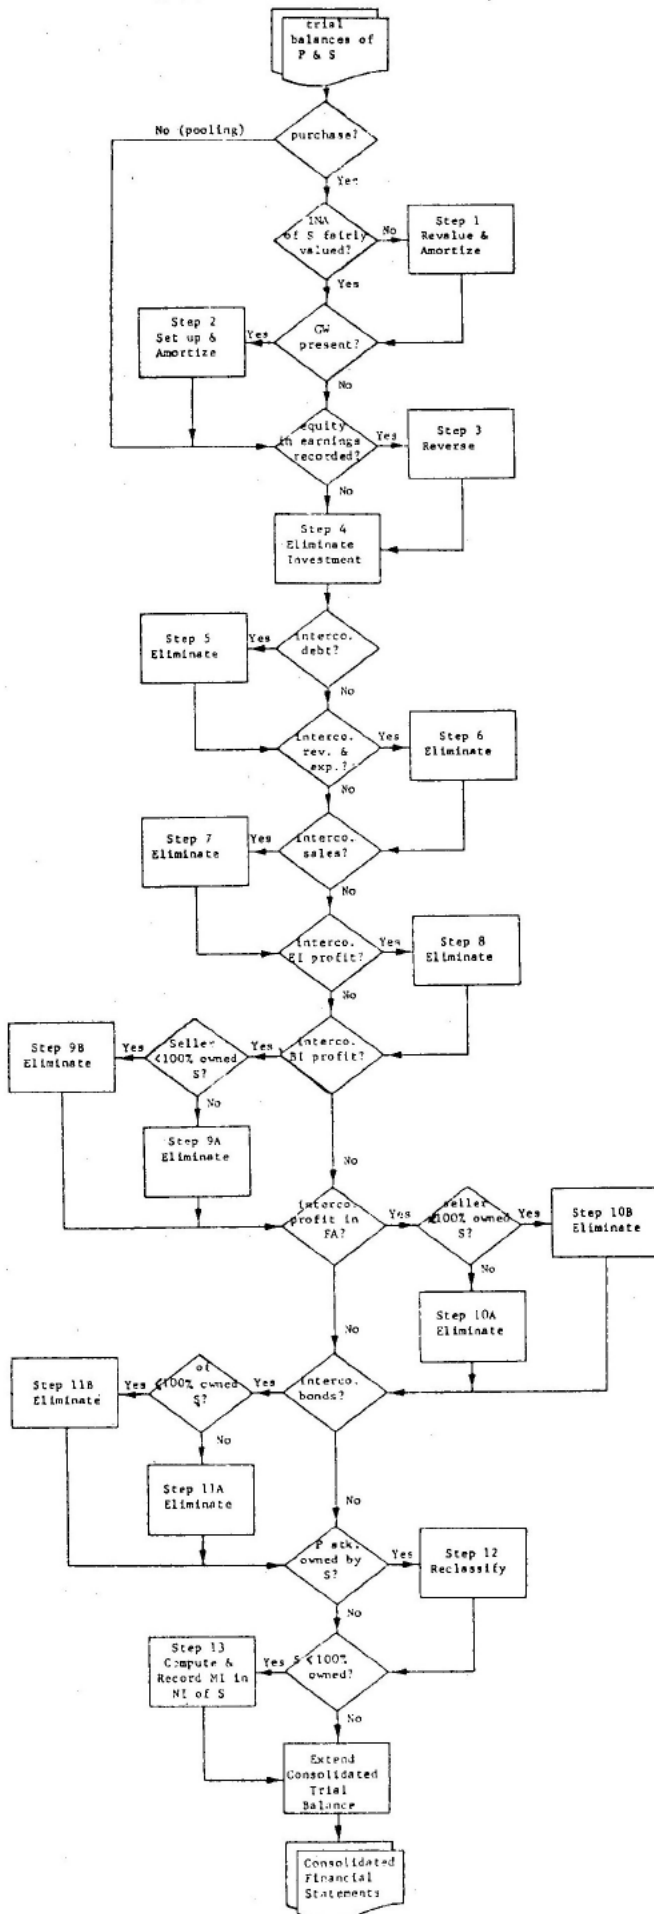 trial
balances of
P & S
No (pooling)
purchase?
Yes
INA
of S fairly
valued?
No
Step 1
Revalue &
Amortize
Yes
Step 2
Set up &
Amortize
Yes
GW
present?
No
equity
in earnings
recorded?
Yes
Step 3
Reverse
No
Step 4
Eliminate
Investment
Step 5
Eliminate
Yes
interco.
debt?
No
interco.
rev. &
exp.?
Yes
Step 6
Eliminate
No
Step 7
Eliminate
Yes
interco.
sales?
No
interco.
EI profit?
Yes
Step 8
Eliminate
No
Step 9B
Eliminate
Yes
Seller
<100% owned
S?
Yes
interco.
BI profit?
No
Step 9A
Eliminate
No
interco.
profit in
FA?
Yes
seller
<100% owned
S?
Yes
Step 10B
Eliminate
No
Step 10A
Eliminate
No
Step 11B
Eliminate
Yes
of
<100% owned
S?
Yes
interco.
bonds?
No
Step 11A
Eliminate
No
P stk.
owned by
S?
Yes
Step 12
Reclassify
No
Step 13
Compute &
Record MI in
NI of S
Yes
S <100%
owned?
No
Extend
Consolidated
Trial
Balance
Consolidated
Financial
Statements